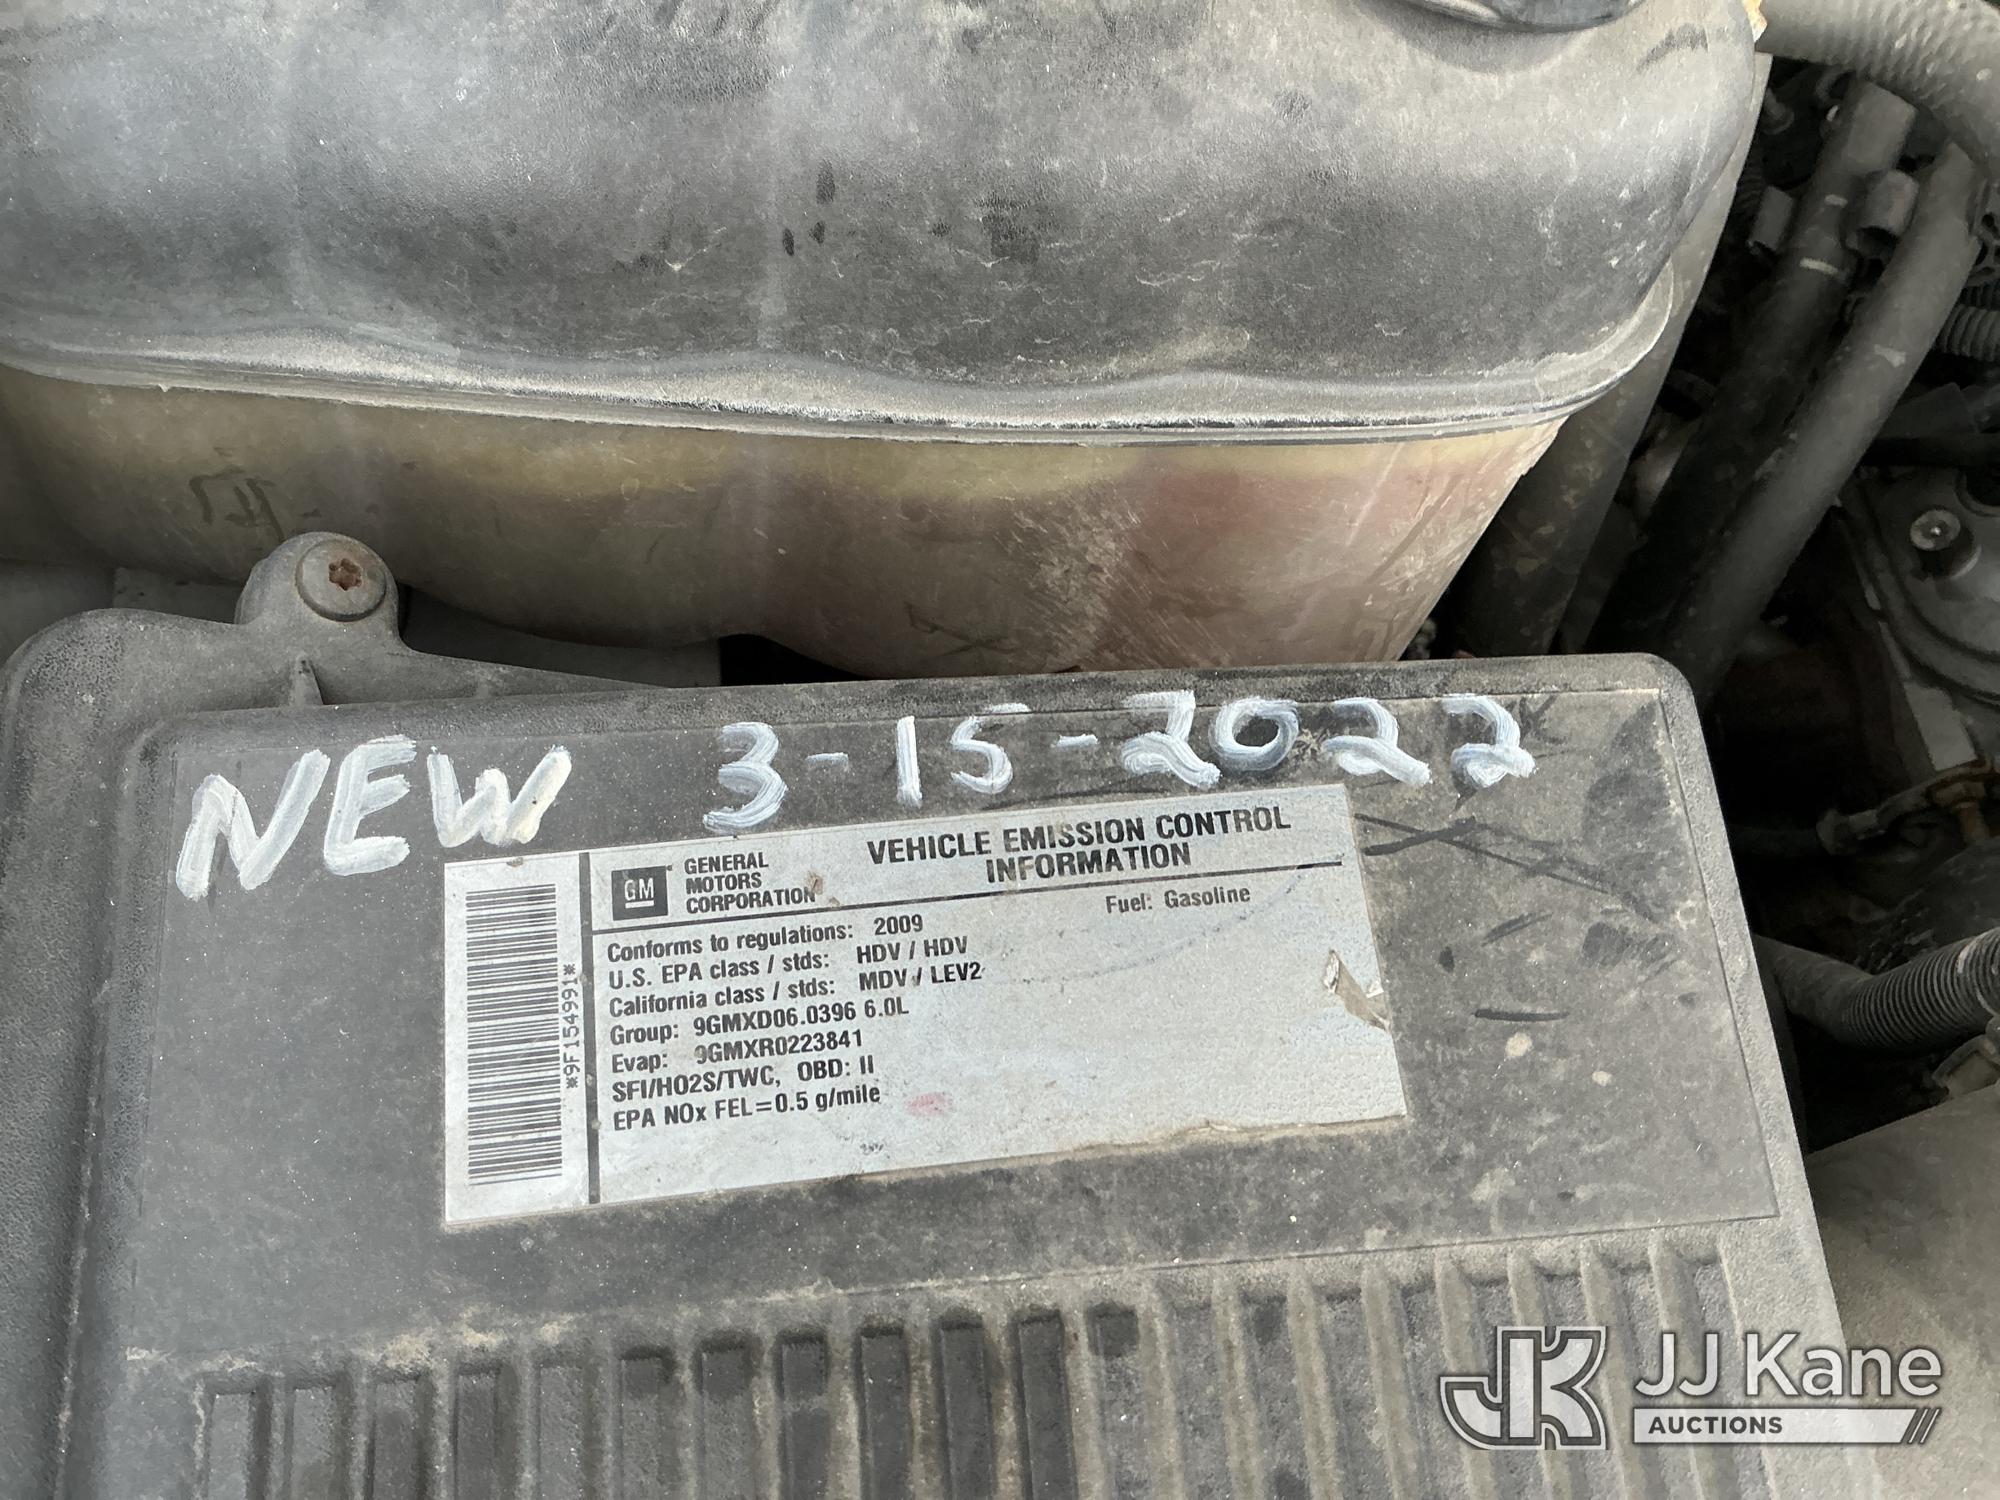 NEW 3-15-2022
*9F154991*
GM
GENERAL
MOTORS
CORPORATION
VEHICLE EMISSION CONTROL
INFORMATION
Fuel: Gasoline
Conforms to regulations: 2009
U.S. EPA class / stds: HDV / HDV
California class / stds: MDV / LEV2
Group: 9GMXD06.0396 6.0L
Evap: 9GMXR0223841
SFI/HO2S/TWC, OBD: II
EPA NOx FEL=0.5 g/mile
JK JJ Kane
AUCTIONS